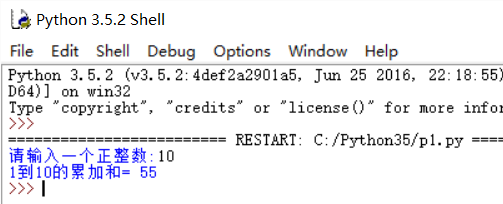 Python 3.5.2 Shell
File Edit Shell Debug Options Window Help
Python 3.5.2 (v3.5.2:4def2a2901a5, Jun 25 2016, 22:18:55)
D64)] on win32
Type "copyright", "credits" or "license()" for more infor
>>>
========================= RESTART: C:/Python35/p1.py ====
请输入一个正整数:10
1到10的累加和= 55
>>>